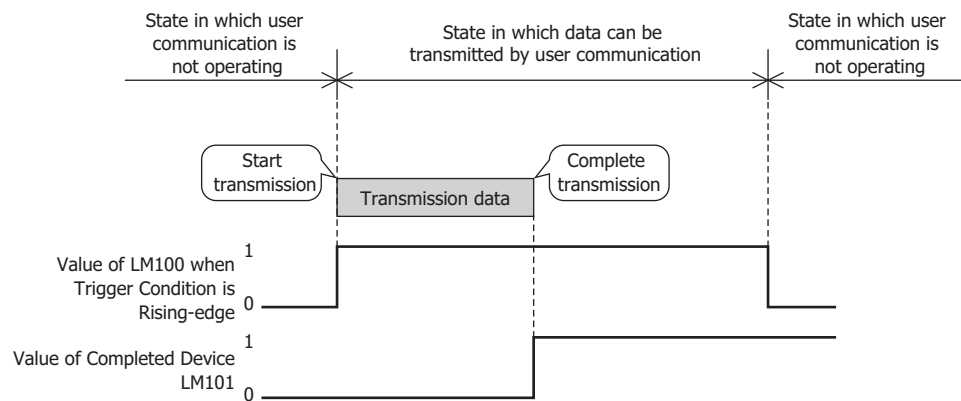 State in which user
communication is
not operating
State in which data can be
transmitted by user communication
State in which user
communication is
not operating
Start
transmission
Complete
transmission
Transmission data
Value of LM100 when
Trigger Condition is
Rising-edge
1
0
Value of Completed Device
LM101
1
0